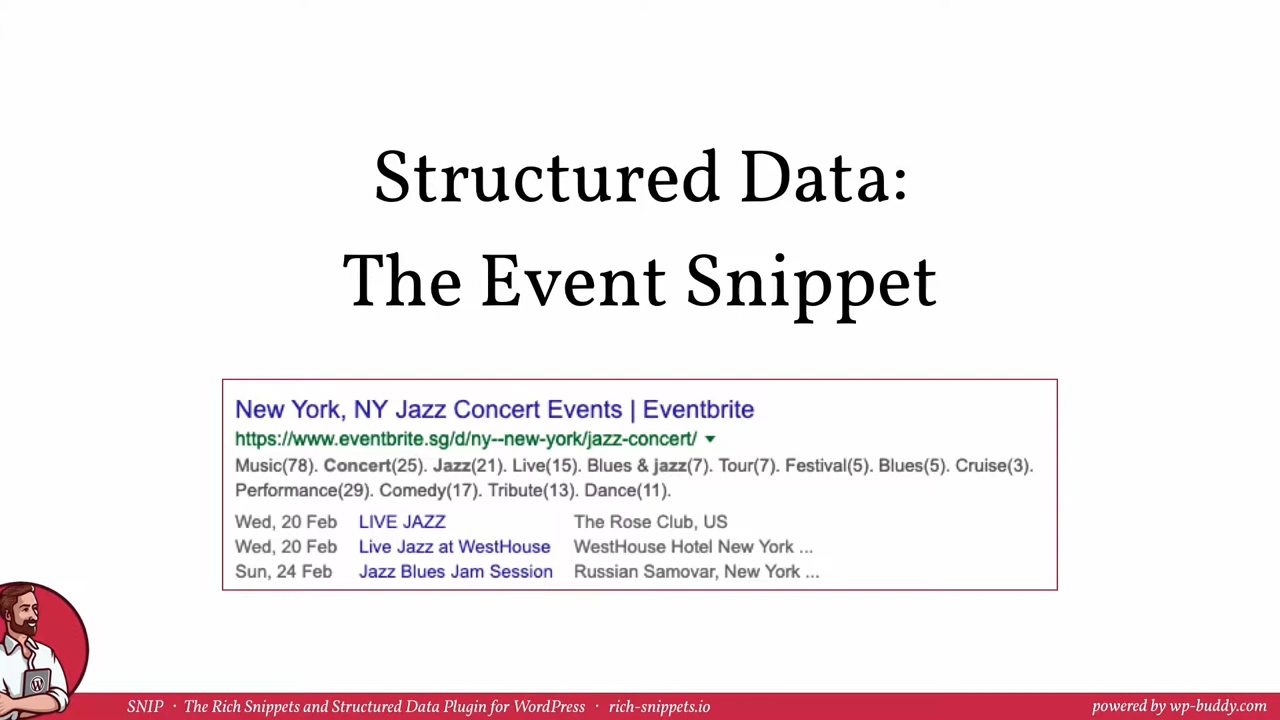 Structured Data:
The Event Snippet
New York, NY Jazz Concert Events | Eventbrite
https://www.eventbrite.sg/d/ny--new-york/jazz-concert/
Music(78). Concert(25). Jazz(21). Live(15). Blues & jazz(7). Tour(7). Festival(5). Blues(5). Cruise(3).
Performance(29). Comedy(17). Tribute(13). Dance(11).
Wed, 20 Feb LIVE JAZZ The Rose Club, US
Wed, 20 Feb Live Jazz at WestHouse WestHouse Hotel New York ...
Sun, 24 Feb Jazz Blues Jam Session Russian Samovar, New York ...
SNIP · The Rich Snippets and Structured Data Plugin for WordPress · rich-snippets.io powered by wp-buddy.com